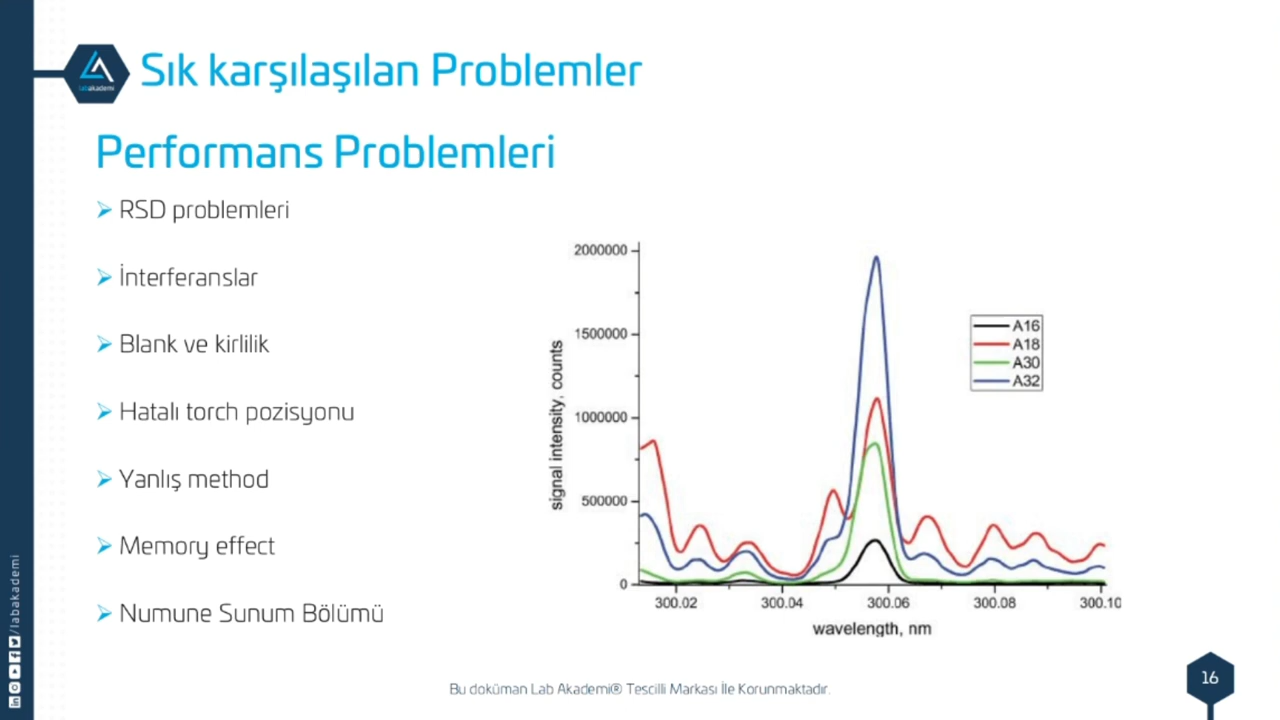 labakademi
Sık karşılaşılan Problemler
Performans Problemleri
RSD problemleri
İnterferanslar
Blank ve kirlilik
Hatalı torch pozisyonu
Yanlış method
Memory effect
Numune Sunum Bölümü
signal intensity, counts
2000000
1500000
1000000
500000
0
A16
A18
A30
A32
300.02 300.04 300.06 300.08 300.10
wavelength, nm
/labakademi
Bu doküman Lab Akademi® Tescilli Markası İle Korunmaktadır.
16